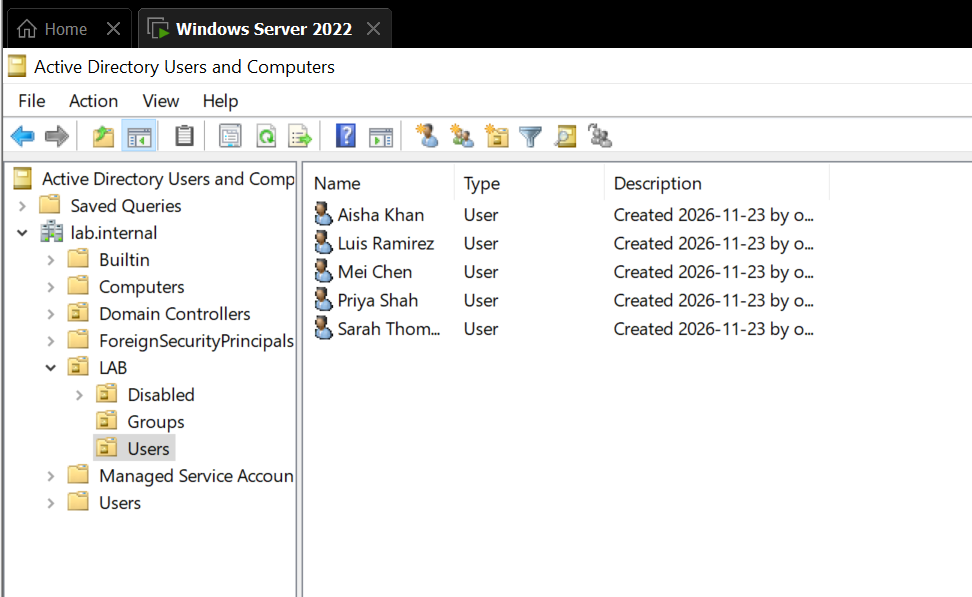 Home
Windows Server 2022
Active Directory Users and Computers
File Action View Help
Active Directory Users and Comp
Saved Queries
lab.internal
Builtin
Computers
Domain Controllers
ForeignSecurityPrincipals
LAB
Disabled
Groups
Users
Managed Service Accoun
Users
Name Type Description
Aisha Khan User Created 2026-11-23 by o...
Luis Ramirez User Created 2026-11-23 by o...
Mei Chen User Created 2026-11-23 by o...
Priya Shah User Created 2026-11-23 by o...
Sarah Thom... User Created 2026-11-23 by o...